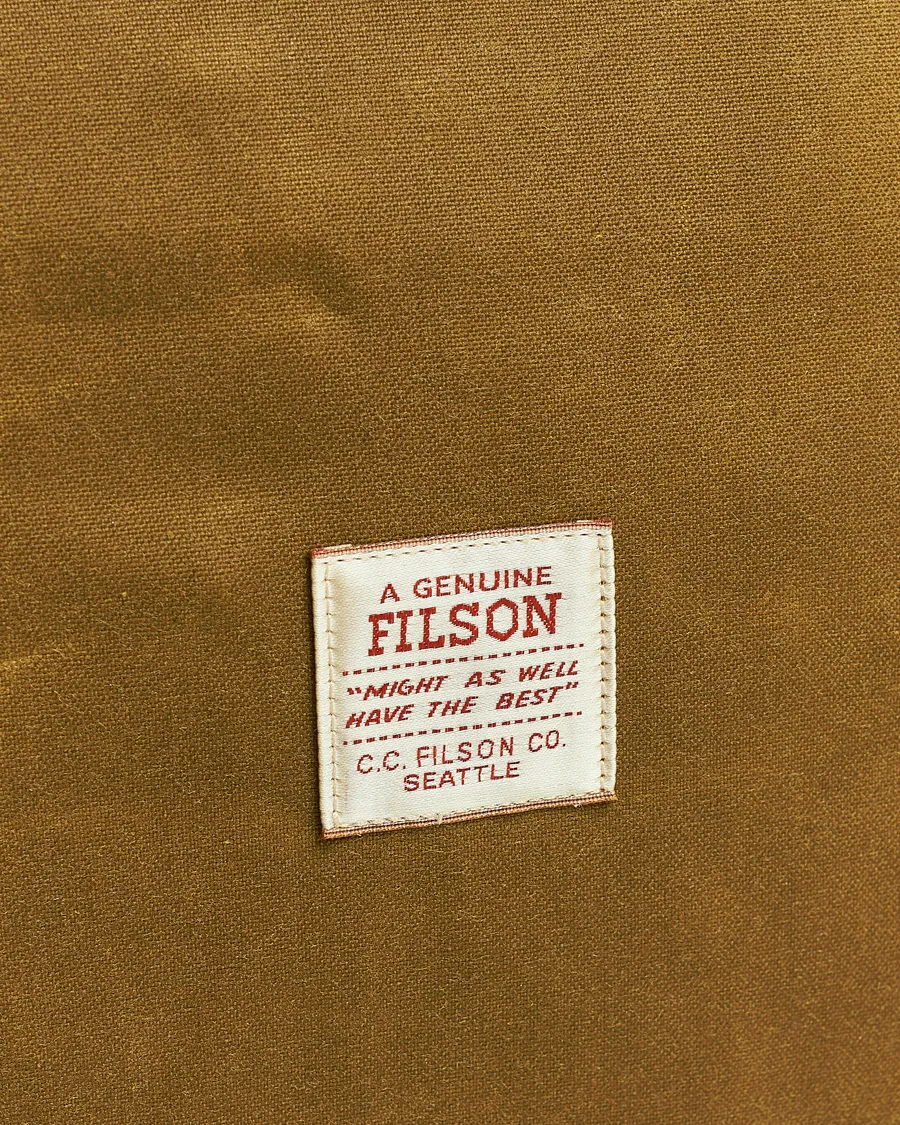 A GENUINE
FILSON
"MIGHT AS WELL
HAVE THE BEST"
C.C. FILSON CO.
SEATTLE